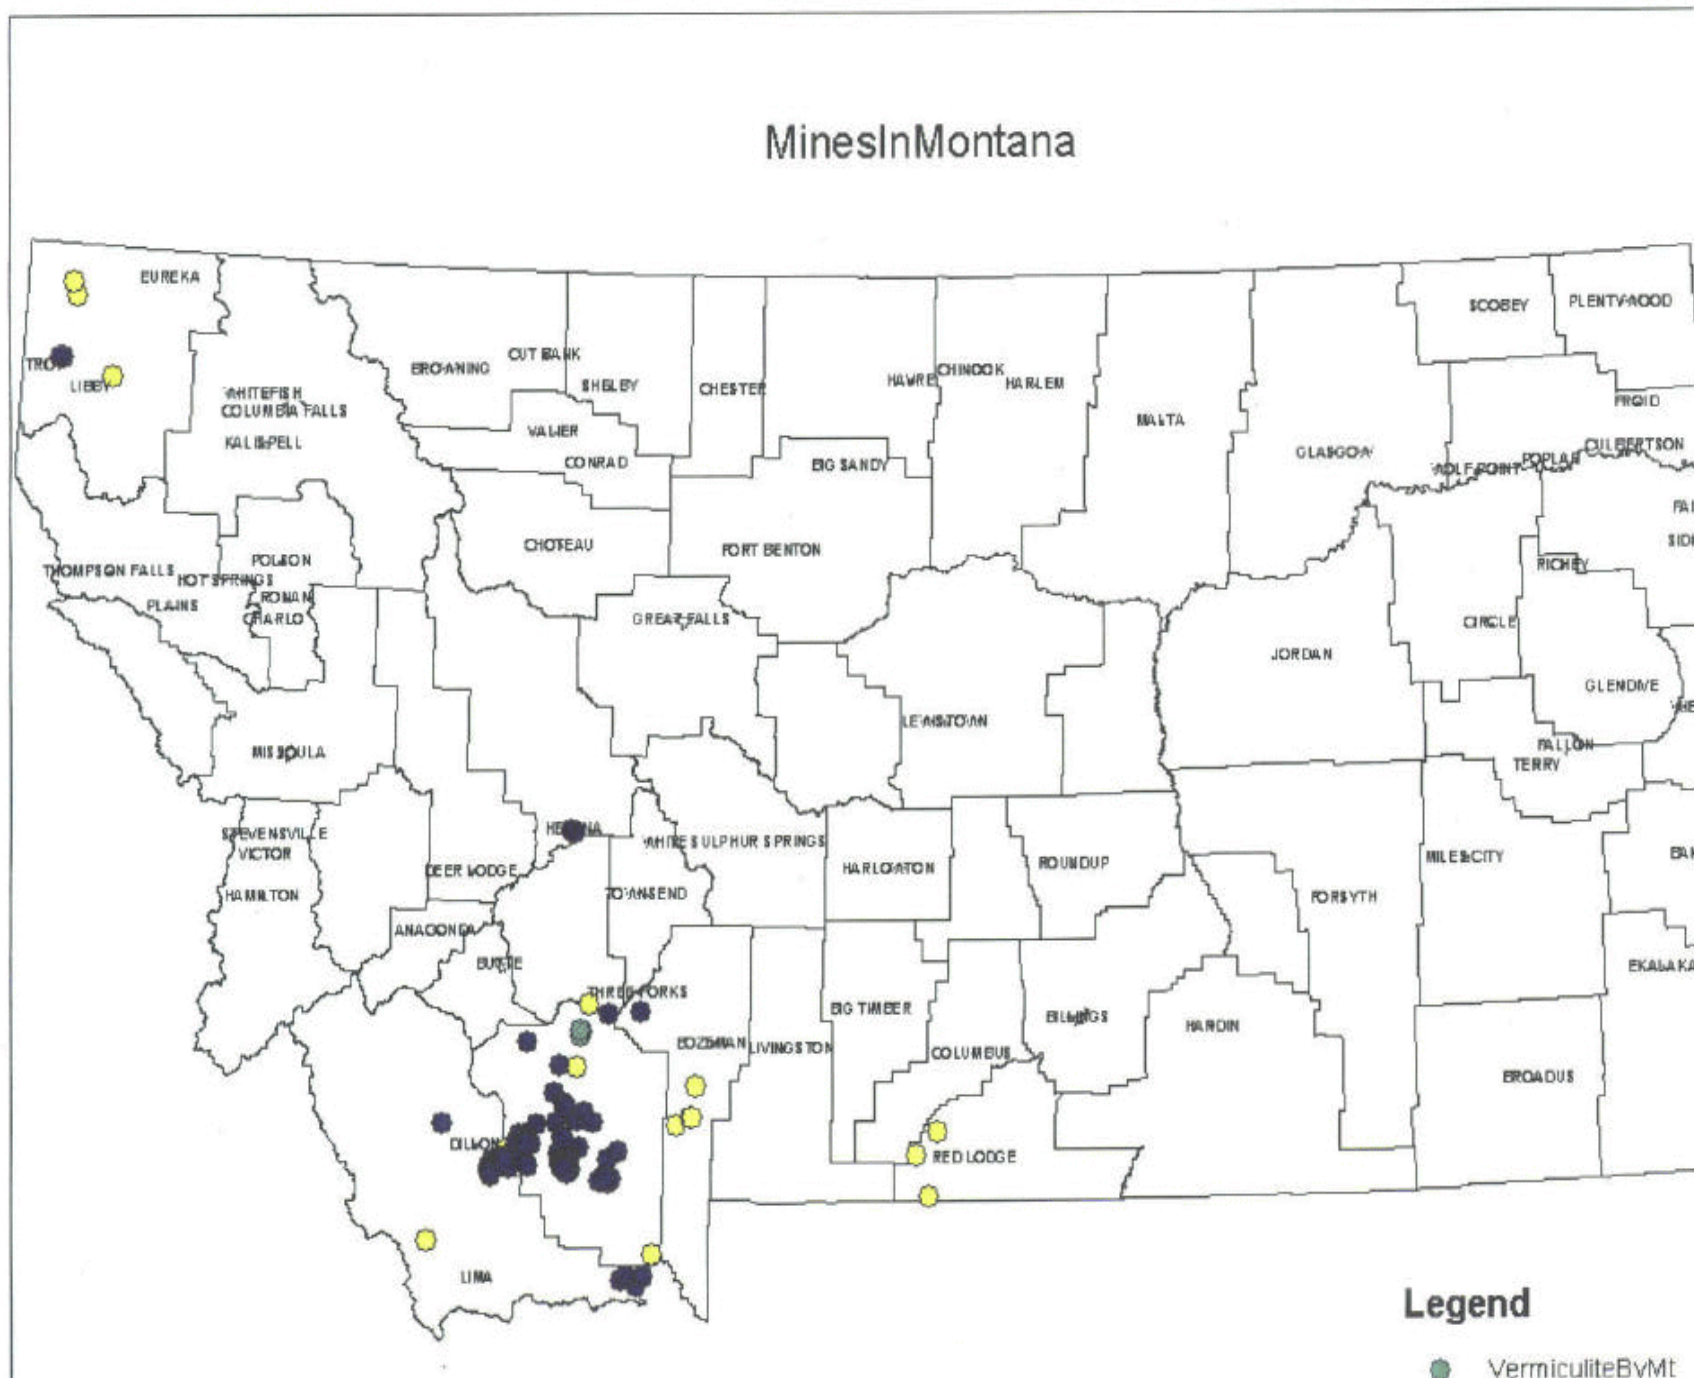 MinesInMontana
EUREKA
SCOBEY
PLENTYWOOD
CUT BANK
BROWNING
SHELBY
CHESTER
HAVRE
CHINOOK
HARLEM
LIBBY
WHITEFISH
COLUMBIA FALLS
KALISPELL
VALIER
CONRAD
BIG SANDY
MALTA
GLASGOW
FROID
CULBERTSON
POPLAR
WOLF POINT
CHOTEAU
FORT BENTON
THOMPSON FALLS
HOT SPRINGS
POLSON
RONAN
PLAINS
CHARLO
GREAT FALLS
RICHEY
CIRCLE
JORDAN
GLENDIVE
LEWISTOWN
MISSOULA
FALLON
TERRY
STEVENSVILLE
VICTOR
HAMILTON
DEER LODGE
WHITE SULPHUR SPRINGS
TOWNSEND
HARLOWTON
ROUNDUP
FORSYTH
MILES CITY
ANACONDA
BUTTE
THREE FORKS
BIG TIMBER
BILLINGS
HARDIN
EKALAKA
BOZEMAN
LIVINGSTON
COLUMBUS
BROADUS
DILLON
RED LODGE
LIMA
Legend
VermiculiteByMt